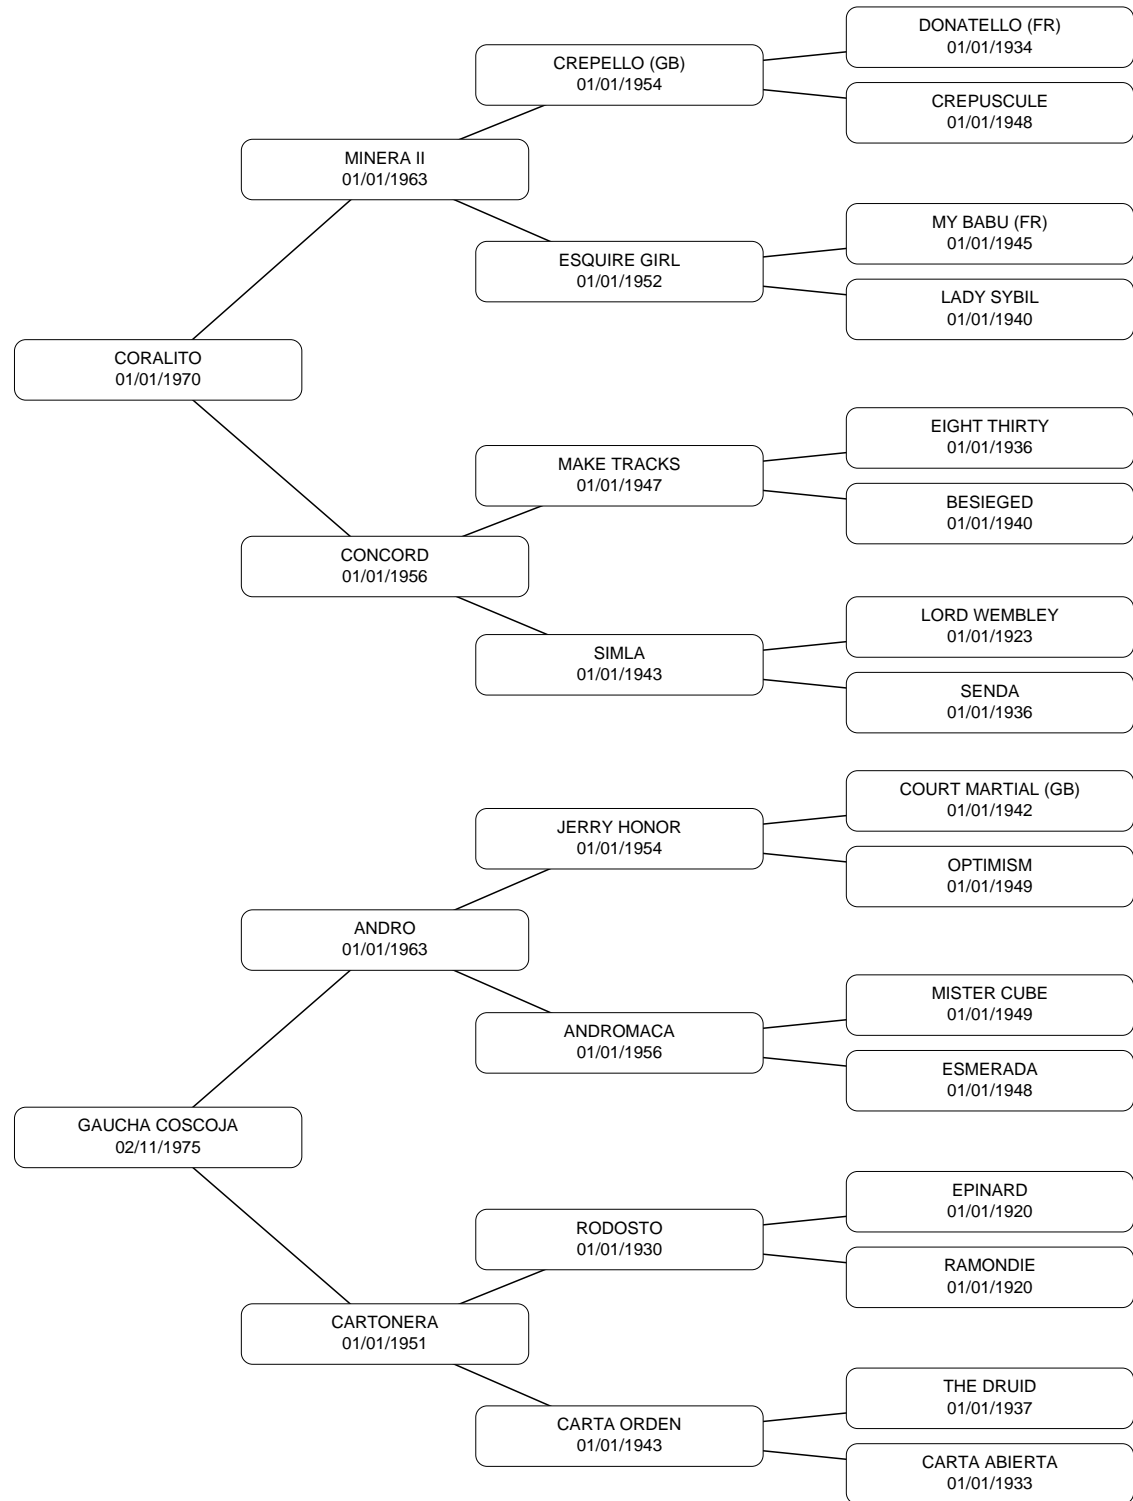 DONATELLO (FR)
01/01/1934
CREPELLO (GB)
01/01/1954
CREPUSCULE
01/01/1948
MINERA II
01/01/1963
MY BABU (FR)
01/01/1945
ESQUIRE GIRL
01/01/1952
LADY SYBIL
01/01/1940
CORALITO
01/01/1970
EIGHT THIRTY
01/01/1936
MAKE TRACKS
01/01/1947
BESIEGED
01/01/1940
CONCORD
01/01/1956
LORD WEMBLEY
01/01/1923
SIMLA
01/01/1943
SENDA
01/01/1936
COURT MARTIAL (GB)
01/01/1942
JERRY HONOR
01/01/1954
OPTIMISM
01/01/1949
ANDRO
01/01/1963
MISTER CUBE
01/01/1949
ANDROMACA
01/01/1956
ESMERADA
01/01/1948
GAUCHA COSCOJA
02/11/1975
EPINARD
01/01/1920
RODOSTO
01/01/1930
RAMONDIE
01/01/1920
CARTONERA
01/01/1951
THE DRUID
01/01/1937
CARTA ORDEN
01/01/1943
CARTA ABIERTA
01/01/1933